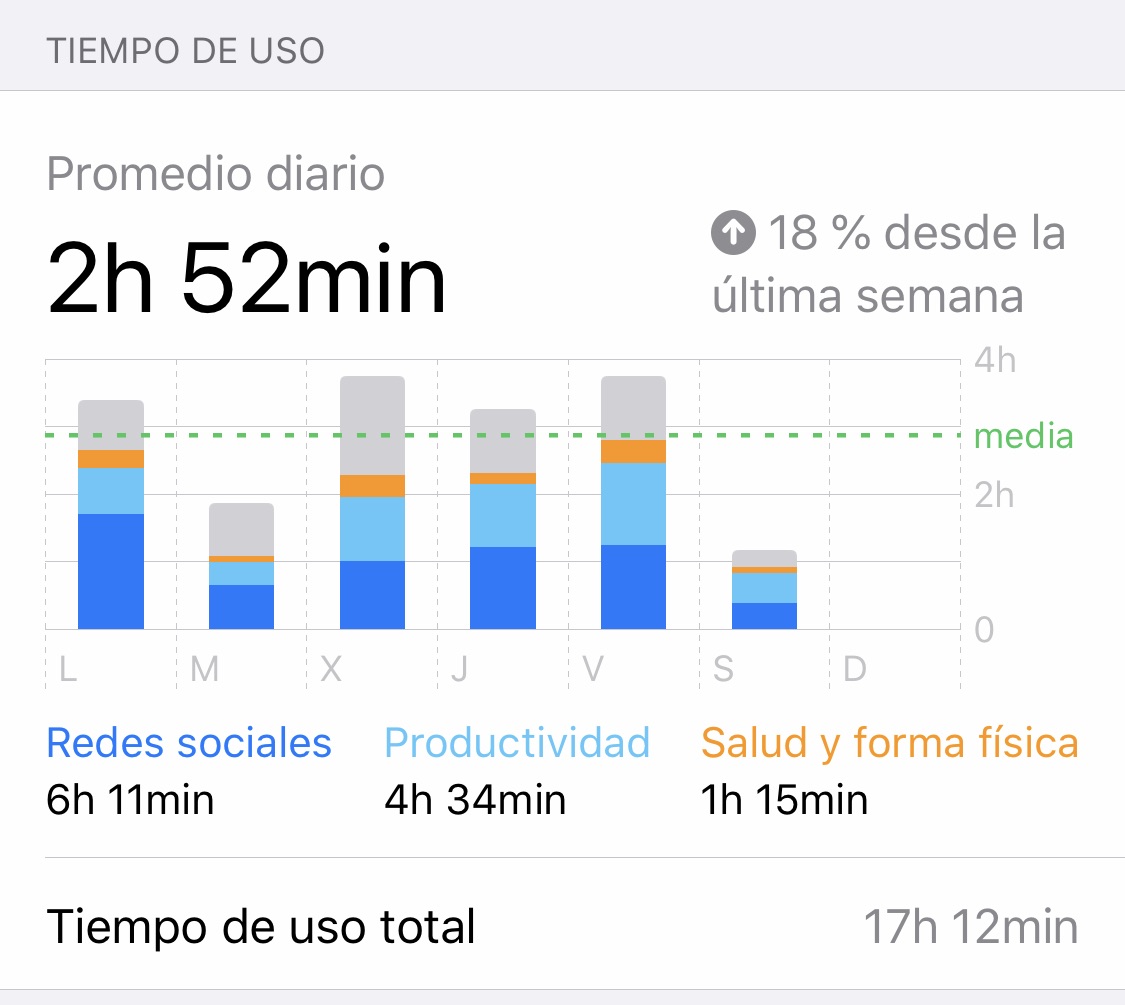 TIEMPO DE USO
Promedio diario
2h 52min
18 % desde la
última semana
4h
media
2h
0
L M X J V S D
Redes sociales Productividad Salud y forma física
6h 11min 4h 34min 1h 15min
Tiempo de uso total 17h 12min